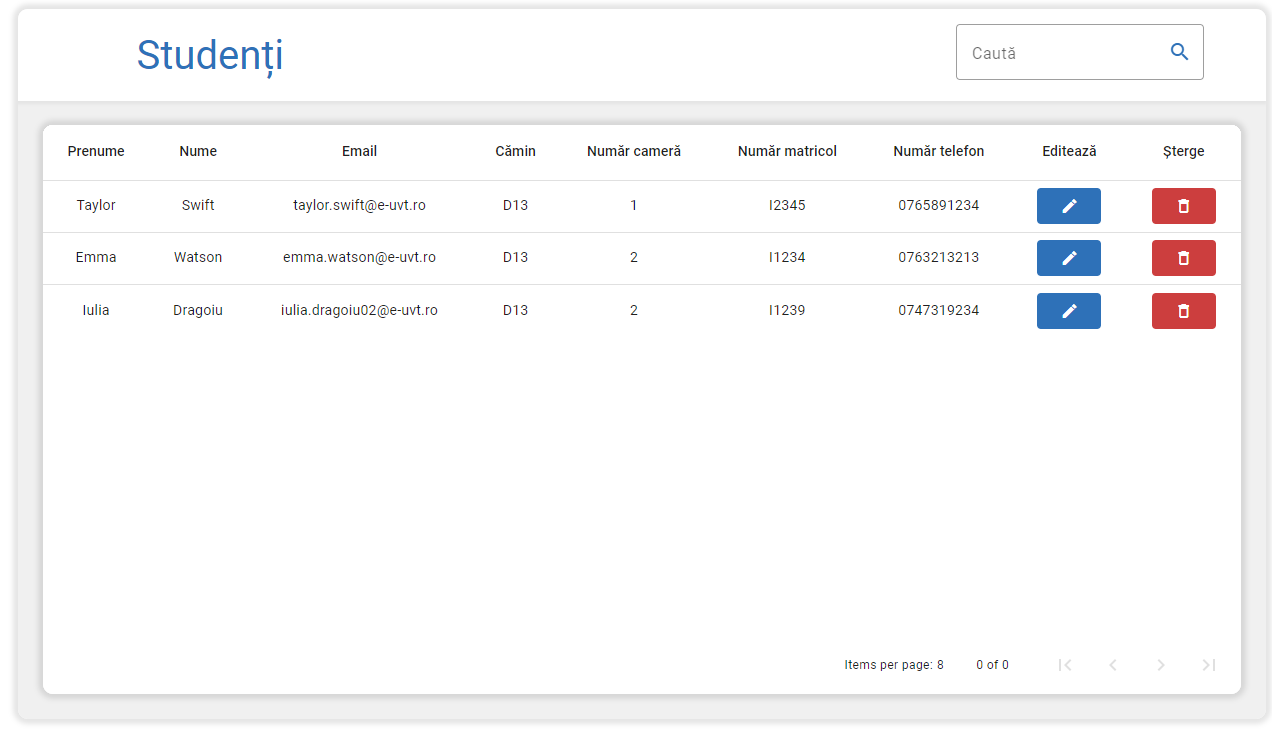 Studenți
Caută
Prenume Nume Email Cămin Număr cameră Număr matricol Număr telefon Editează Șterge
Taylor Swift taylor.swift@e-uvt.ro D13 1 I2345 0765891234
Emma Watson emma.watson@e-uvt.ro D13 2 I1234 0763213213
Iulia Dragoiu iulia.dragoiu02@e-uvt.ro D13 2 I1239 0747319234
Items per page: 8 0 of 0